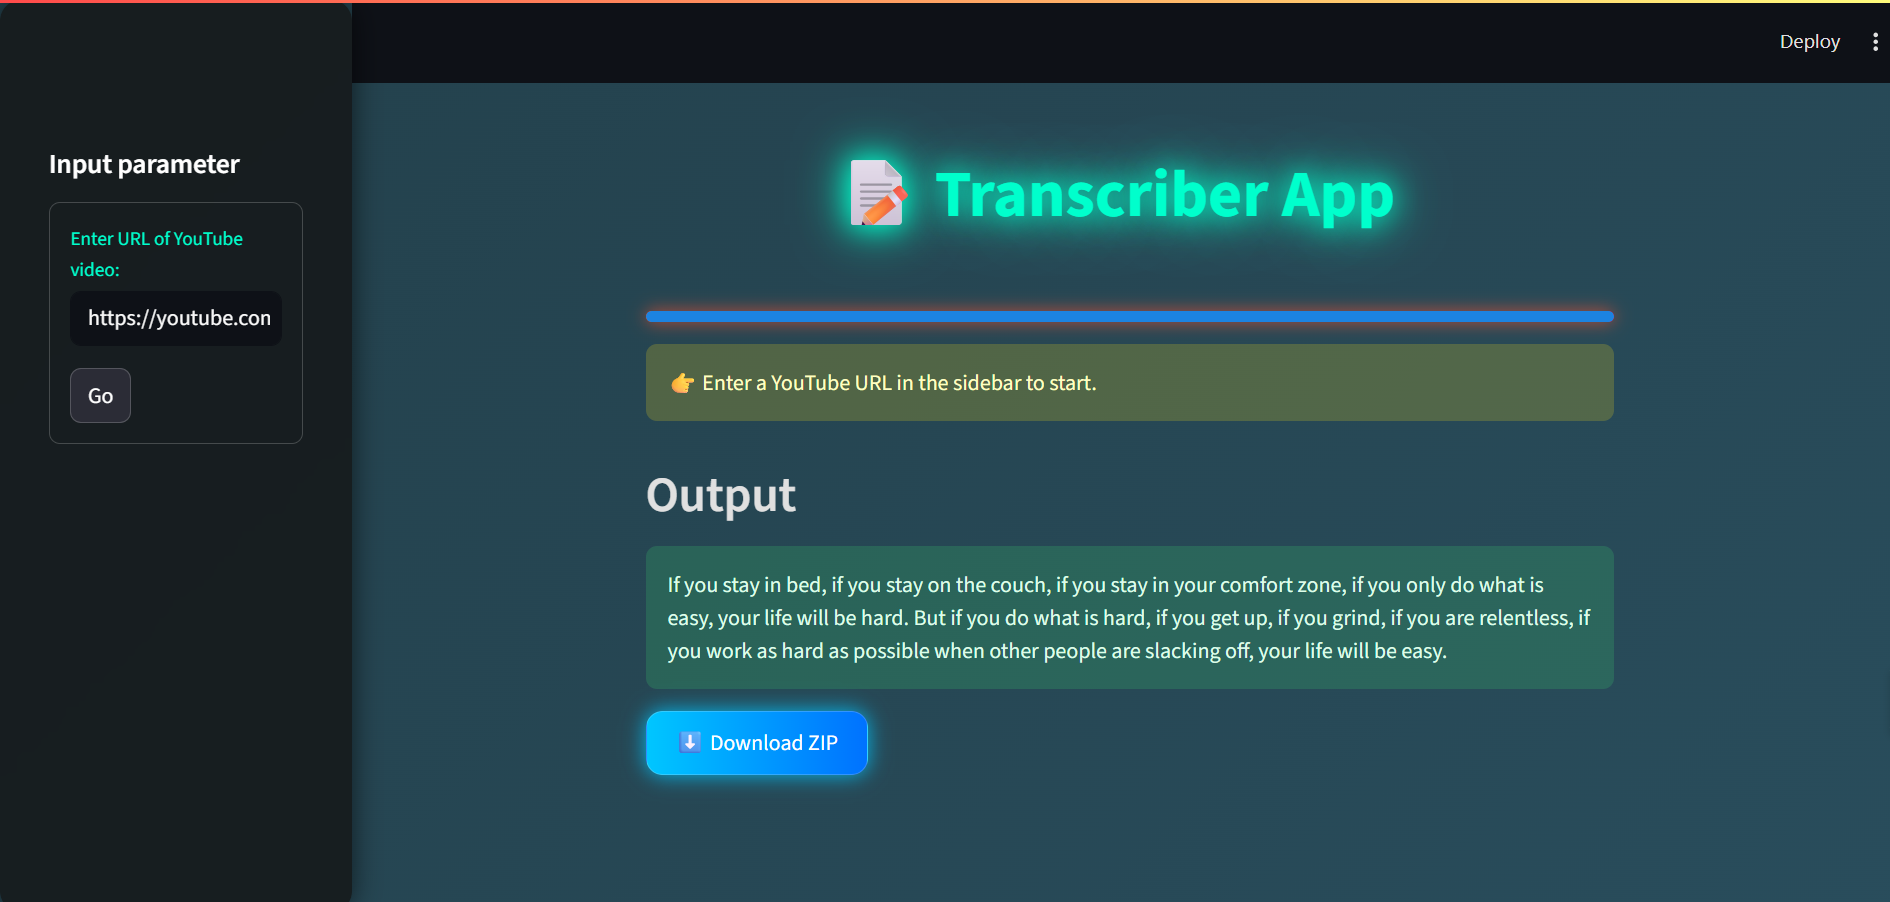 Deploy
Input parameter
Enter URL of YouTube
video:
https://youtube.con
Go
Transcriber App
Enter a YouTube URL in the sidebar to start.
Output
If you stay in bed, if you stay on the couch, if you stay in your comfort zone, if you only do what is
easy, your life will be hard. But if you do what is hard, if you get up, if you grind, if you are relentless, if
you work as hard as possible when other people are slacking off, your life will be easy.
Download ZIP